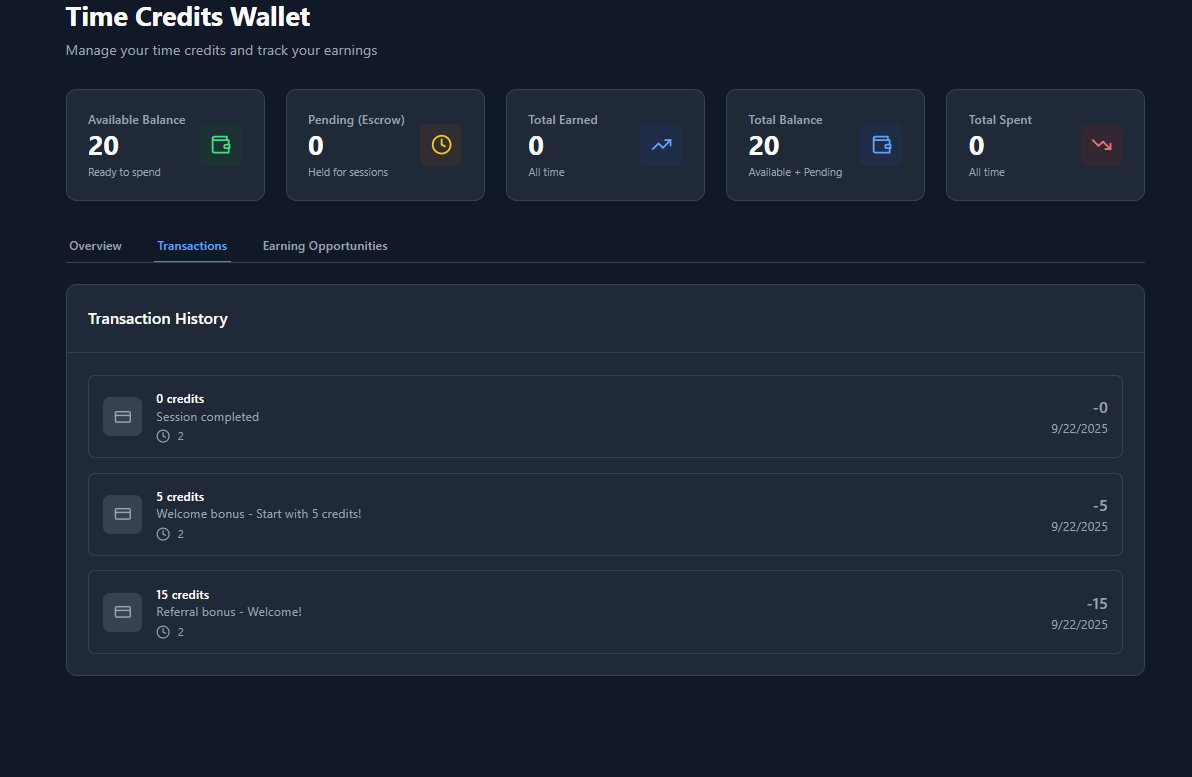 Time Credits Wallet
Manage your time credits and track your earnings
Available Balance
20
Ready to spend
Pending (Escrow)
0
Held for sessions
Total Earned
0
All time
Total Balance
20
Available + Pending
Total Spent
0
All time
Overview Transactions Earning Opportunities
Transaction History
0 credits
Session completed
2
-0
9/22/2025
5 credits
Welcome bonus - Start with 5 credits!
2
-5
9/22/2025
15 credits
Referral bonus - Welcome!
2
-15
9/22/2025